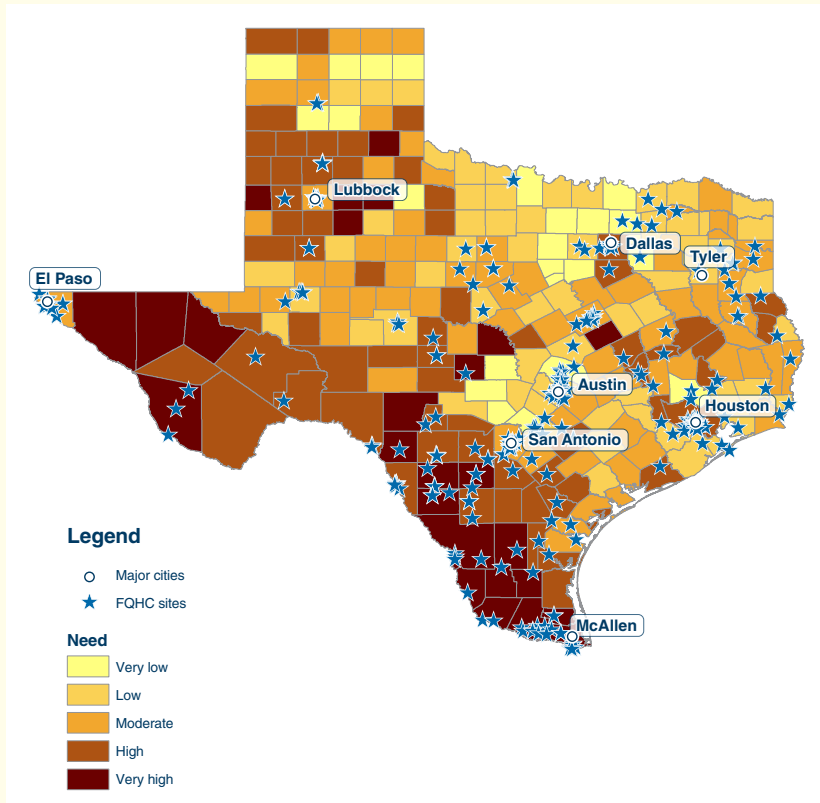 Lubbock
Dallas
Tyler
El Paso
Austin
Houston
San Antonio
McAllen
Legend
Major cities
FQHC sites
Need
Very low
Low
Moderate
High
Very high